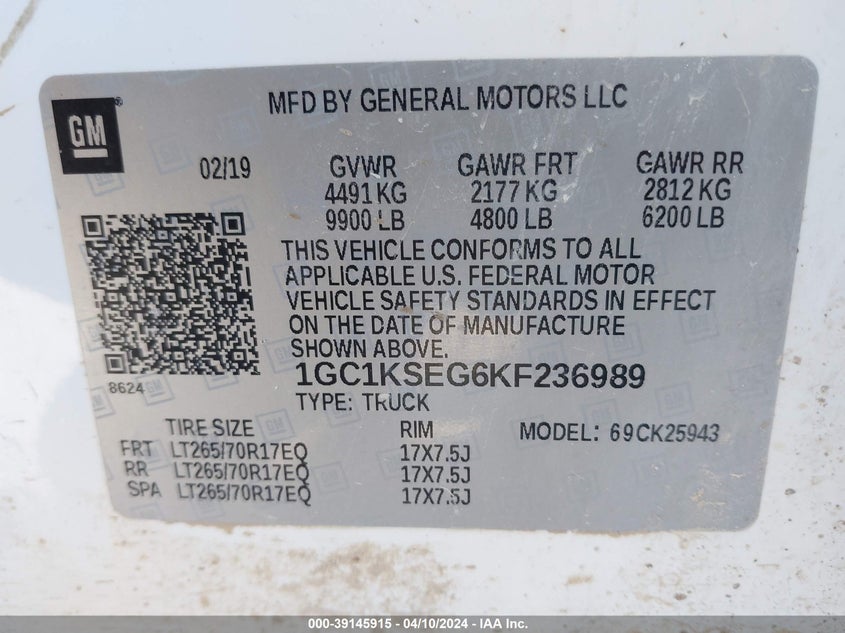 GM
MFD BY GENERAL MOTORS LLC
02/19 GVWR GAWR FRT GAWR RR
4491 KG 2177 KG 2812 KG
9900 LB 4800 LB 6200 LB
THIS VEHICLE CONFORMS TO ALL
APPLICABLE U.S. FEDERAL MOTOR
VEHICLE SAFETY STANDARDS IN EFFECT
ON THE DATE OF MANUFACTURE
SHOWN ABOVE.
8624
1GC1KSEG6KF236989
TYPE: TRUCK
TIRE SIZE RIM MODEL: 69CK25943
FRT LT265/70R17EQ 17X7.5J
RR LT265/70R17EQ 17X7.5J
SPA LT265/70R17EQ 17X7.5J
000-39145915 - 04/10/2024 - IAA Inc.